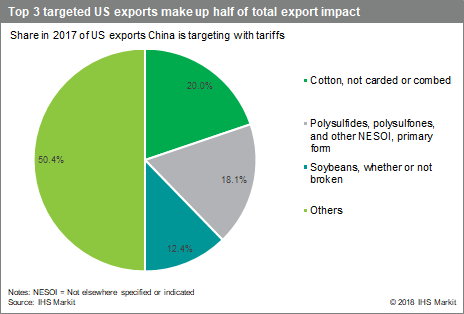 Top 3 targeted US exports make up half of total export impact
Share in 2017 of US exports China is targeting with tariffs
20.0%
18.1%
12.4%
50.4%
Cotton, not carded or combed
Polysulfides, polysulfones,
and other NESOI, primary
form
Soybeans, whether or not
broken
Others
Notes: NESOI = Not elsewhere specified or indicated
Source: IHS Markit
© 2018 IHS Markit